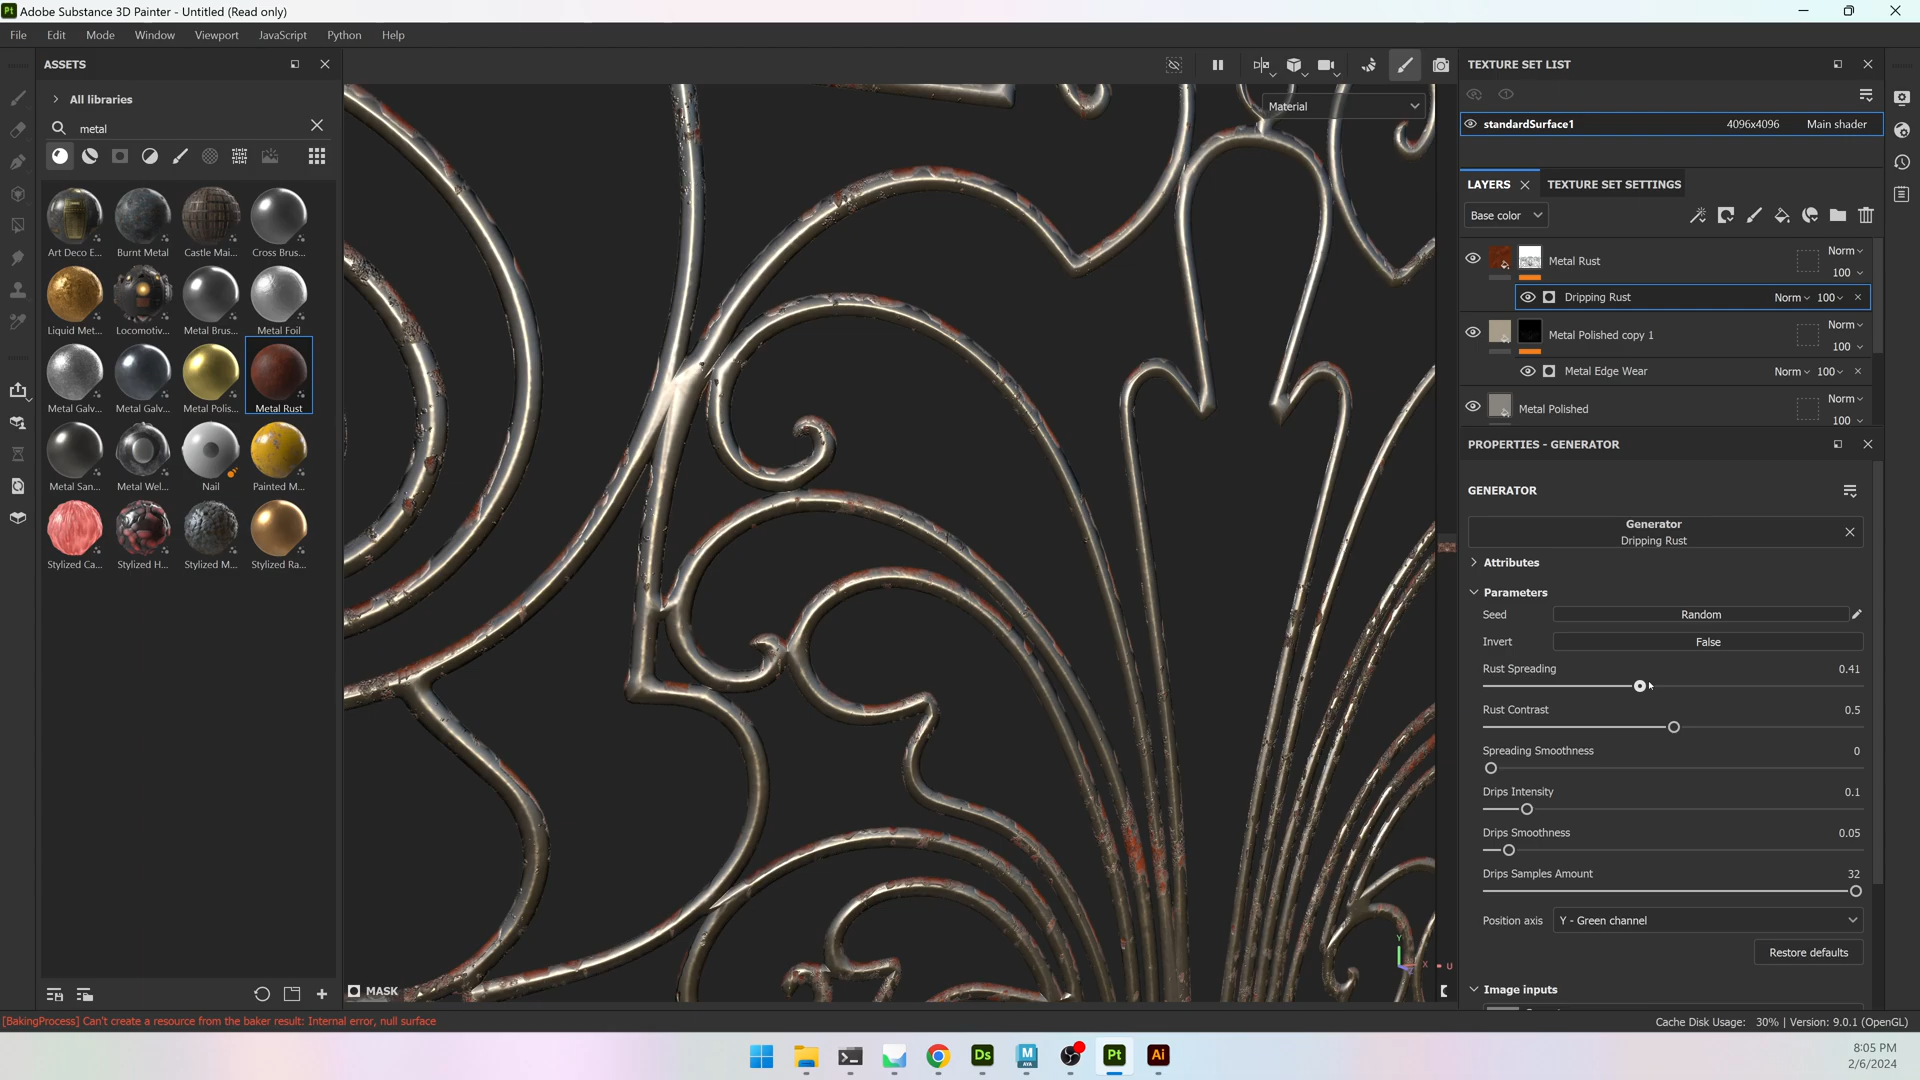 Pt Adobe Substance 3D Painter - Untitled (Read only)
File Edit Mode Window Viewport JavaScript Python Help
ASSETS
All libraries
metal
Art Deco E...
Burnt Metal
Castle Mai...
Cross Brus...
Liquid Met...
Locomotiv...
Metal Brus...
Metal Foil
Metal Galv...
Metal Galv...
Metal Polis...
Metal Rust
Metal San...
Metal Wel...
Nail
Painted M...
Stylized Ca...
Stylized H...
Stylized M...
Stylized Ra...
Material
MASK
Y
X
U
TEXTURE SET LIST
standardSurface1 4096x4096 Main shader
LAYERS TEXTURE SET SETTINGS
Base color
Metal Rust Norm 100
Dripping Rust Norm 100
Metal Polished copy 1 Norm 100
Metal Edge Wear Norm 100
Metal Polished Norm 100
PROPERTIES - GENERATOR
GENERATOR
Generator
Dripping Rust
Attributes
Parameters
Seed Random
Invert False
Rust Spreading 0.41
Rust Contrast 0.5
Spreading Smoothness 0
Drips Intensity 0.1
Drips Smoothness 0.05
Drips Samples Amount 32
Position axis Y - Green channel
Restore defaults
Image inputs
[BakingProcess] Can't create a resource from the baker result: Internal error, null surface
Cache Disk Usage: 30% | Version: 9.0.1 (OpenGL)
Ds
M
Pt
Ai
8:05 PM
2/6/2024